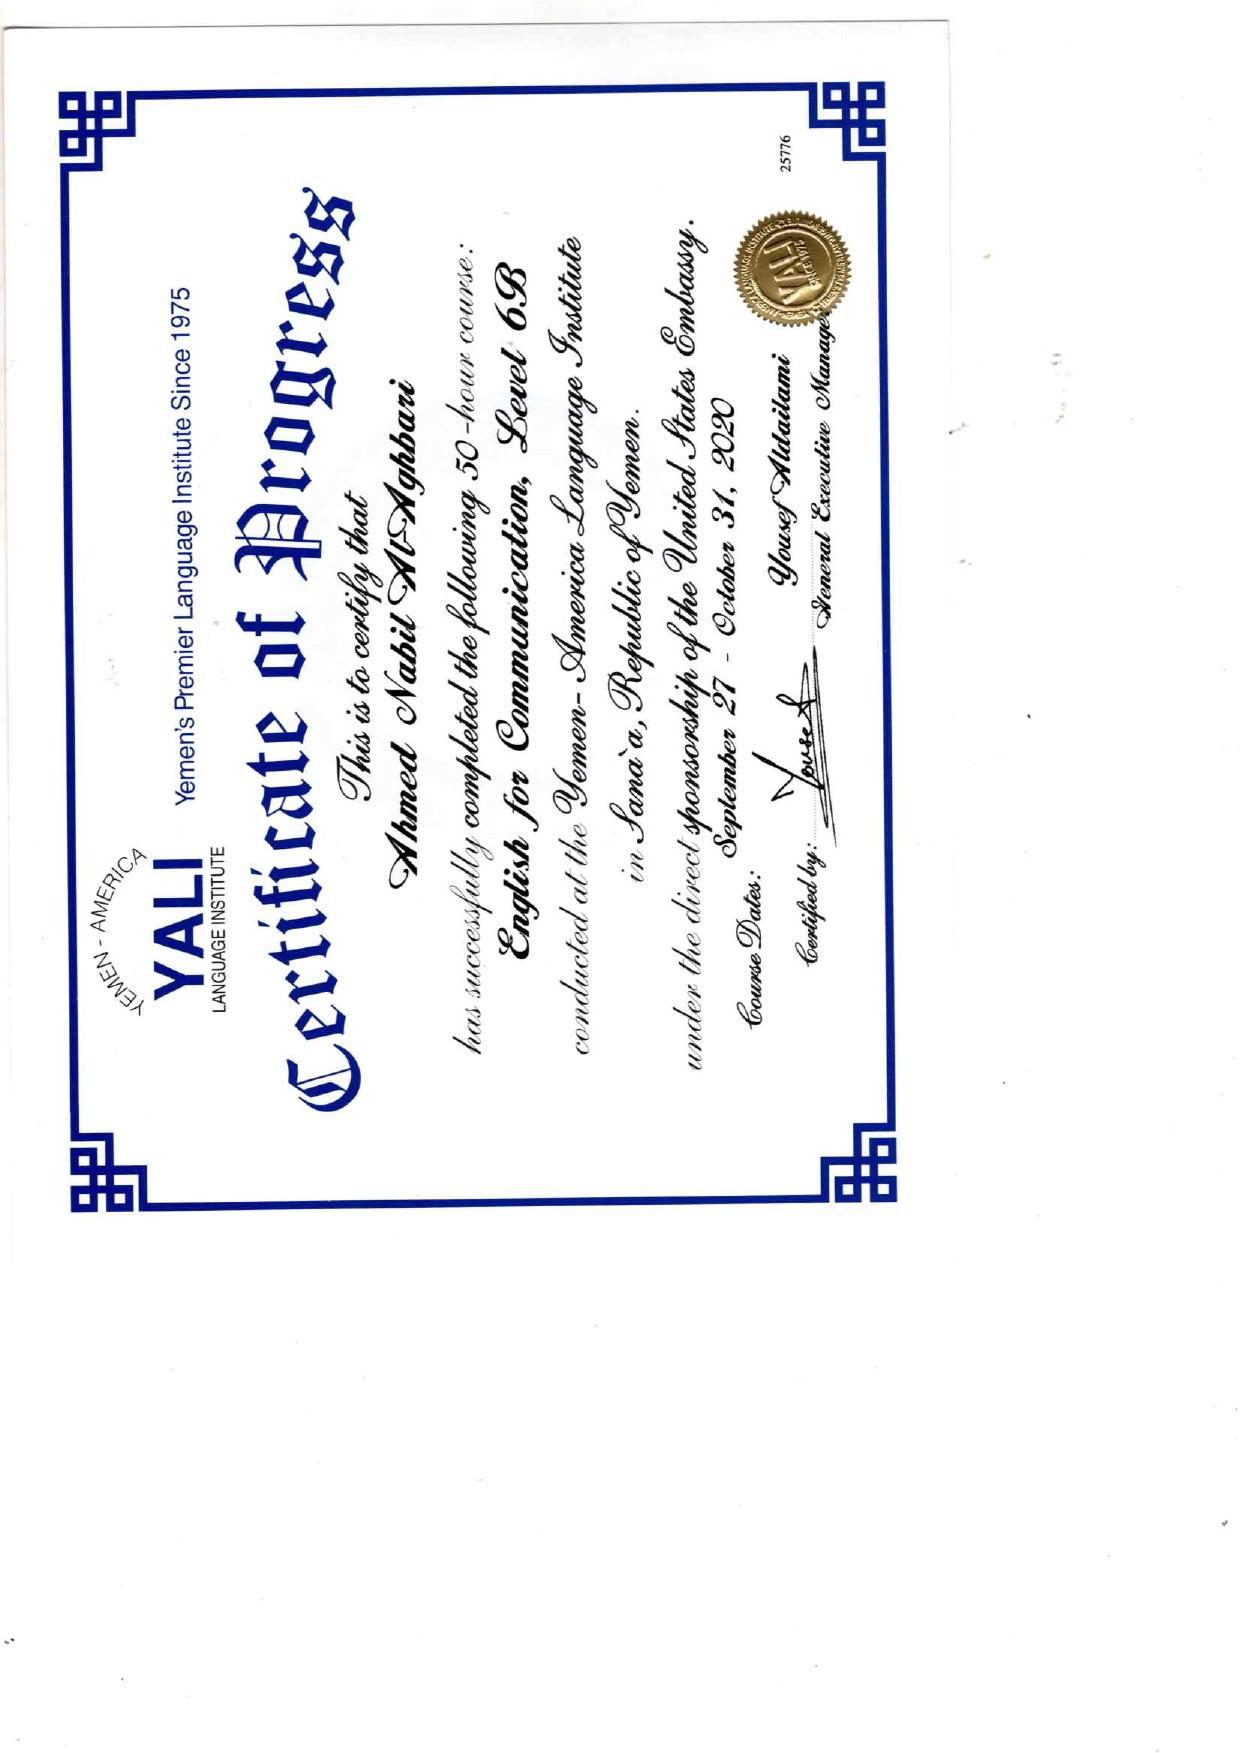 YEMEN - AMERICA
YALI
LANGUAGE INSTITUTE
Yemen's Premier Language Institute Since 1975
Certificate of Progress
This is to certify that
Ahmed Nabil Al-Aghbari
has successfully completed the following 50-hour course:
English for Communication, Level 6B
conducted at the Yemen-America Language Institute
in Sana`a, Republic of Yemen.
under the direct sponsorship of the United States Embassy.
Course Dates: September 27 - October 31, 2020
Yousef Aldailami
Certified by: Yousef A General Executive Manage
YALI
SINCE 1975
25776